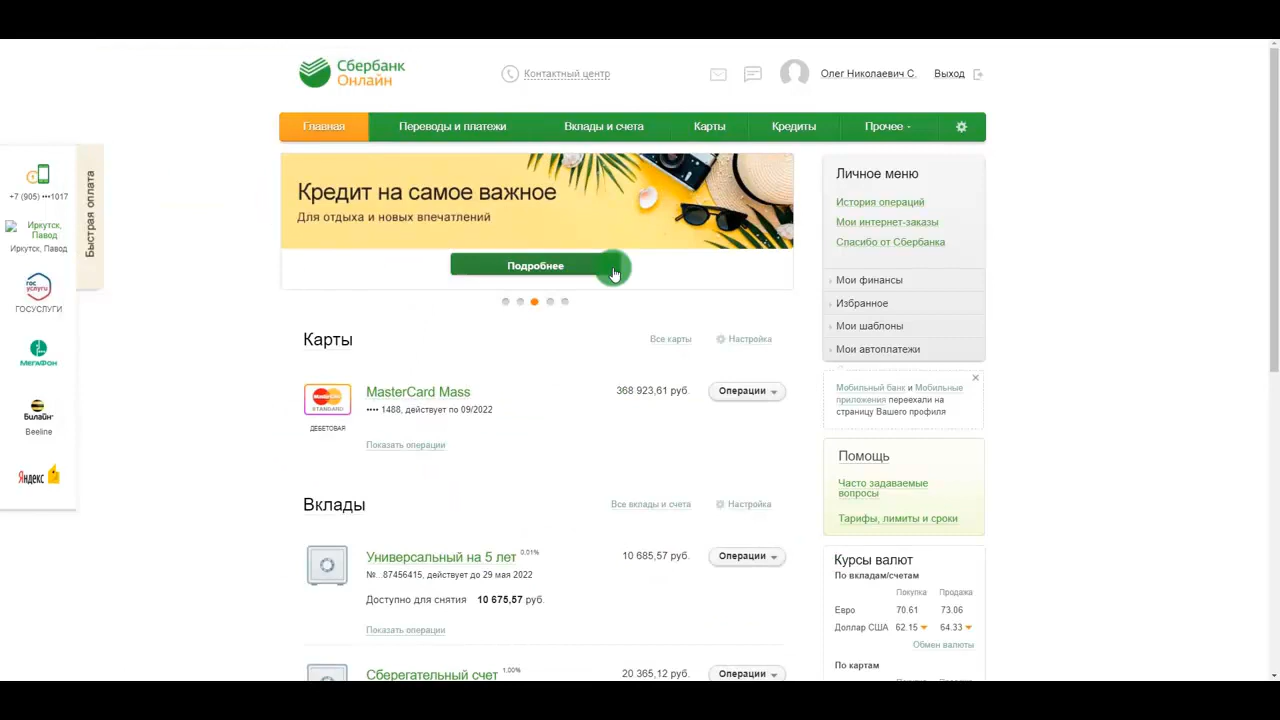 Сбербанк
Онлайн
Контактный центр
Олег Николаевич С.
Выход
Главная
Переводы и платежи
Вклады и счета
Карты
Кредиты
Прочее
+7 (905) •••1017
Иркутск,
Павод
Иркутск, Павод
госуслуги
ГОСУСЛУГИ
МЕГАФОН
Билайн
Beeline
Яндекс
Быстрая оплата
Кредит на самое важное
Для отдыха и новых впечатлений
Подробнее
Карты
Все карты
Настройка
MasterCard
STANDARD
ДЕБЕТОВАЯ
MasterCard Mass
•••• 1488, действует по 09/2022
368 923,61 руб.
Операции
Показать операции
Вклады
Все вклады и счета
Настройка
Универсальный на 5 лет 0,01%
№...87456415, действует до 29 мая 2022
10 685,57 руб.
Операции
Доступно для снятия 10 675,57 руб.
Показать операции
Сберегательный счет 1,00%
20 365,12 руб.
Операции
Личное меню
История операций
Мои интернет-заказы
Спасибо от Сбербанка
Мои финансы
Избранное
Мои шаблоны
Мои автоплатежи
Мобильный банк и Мобильные
приложения переехали на
страницу Вашего профиля
Помощь
Часто задаваемые
вопросы
Тарифы, лимиты и сроки
Курсы валют
По вкладам/счетам
Покупка Продажа
Евро 70.61 73.06
Доллар США 62.15 64.33
Обмен валюты
По картам